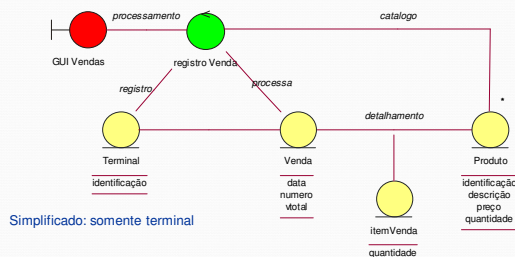 processamento
catalogo
GUI Vendas
registro Venda
registro
processa
*
detalhamento
Terminal
Venda
Produto
identificação
data
numero
vtotal
identificação
descrição
preço
quantidade
Simplificado: somente terminal
itemVenda
quantidade